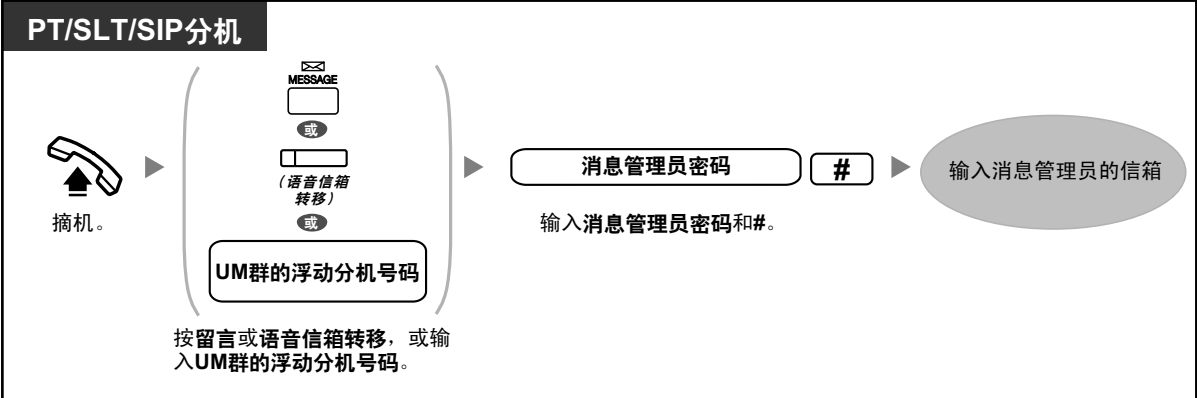 PT/SLT/SIP分机
MESSAGE
或
(语音信箱
转移)
或
UM群的浮动分机号码
消息管理员密码
#
输入消息管理员的信箱
摘机。
输入消息管理员密码和#。
按留言或语音信箱转移，或输
入UM群的浮动分机号码。